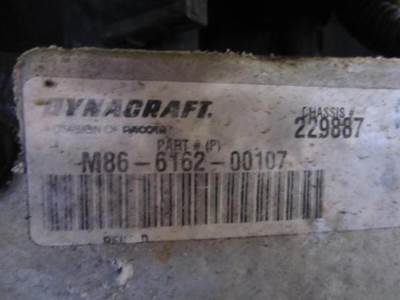 DYNACRAFT.
A DIVISION OF PACCAR
CHASSIS #
229887
PART # (P)
M86-6162-00107
REV D